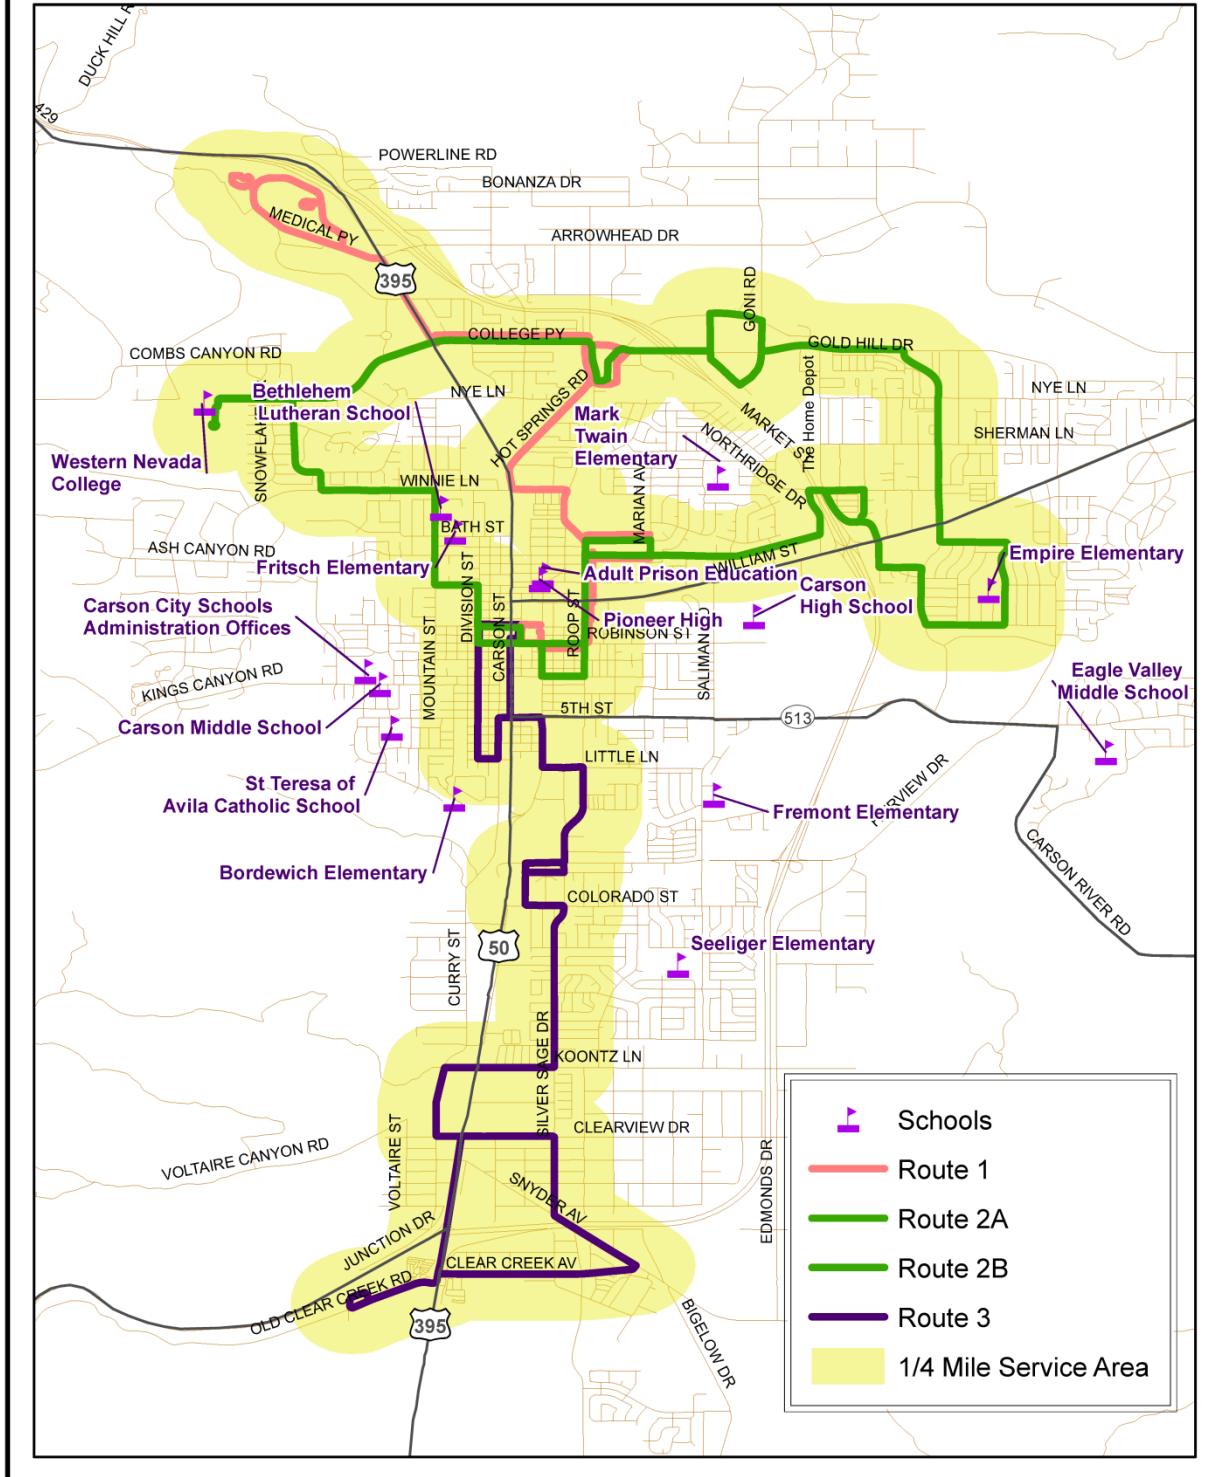 DUCK HILL R
429
POWERLINE RD
BONANZA DR
MEDICAL PY
ARROWHEAD DR
395
GONI RD
COLLEGE PY
GOLD HILL DR
COMBS CANYON RD
The Home Depot
NYE LN
NYE LN
Bethlehem
Lutheran School
HOT SPRINGS RD
Mark
Twain
Elementary
MARKET ST
NORTHRIDGE DR
SHERMAN LN
Western Nevada
College
WINNIE LN
MARIAN AV
BATH ST
ASH CANYON RD
Fritsch Elementary
WILLIAM ST
Empire Elementary
Adult Prison Education
Carson
High School
Carson City Schools
Administration Offices
DIVISION ST
CARSON ST
ROOP ST
Pioneer High
ROBINSON ST
MOUNTAIN ST
KINGS CANYON RD
Eagle Valley
Middle School
Carson Middle School
5TH ST
513
LITTLE LN
St Teresa of
Avila Catholic School
Fremont Elementary
Bordewich Elementary
CARSON RIVER RD
COLORADO ST
Seeliger Elementary
50
CURRY ST
SILVER SAGE DR
KOONTZ LN
CLEARVIEW DR
VOLTAIRE ST
VOLTAIRE CANYON RD
EDMONDS DR
SNYDER AV
JUNCTION DR
CLEAR CREEK AV
OLD CLEAR CREEK RD
395
BIGELOW DR
Schools
Route 1
Route 2A
Route 2B
Route 3
1/4 Mile Service Area